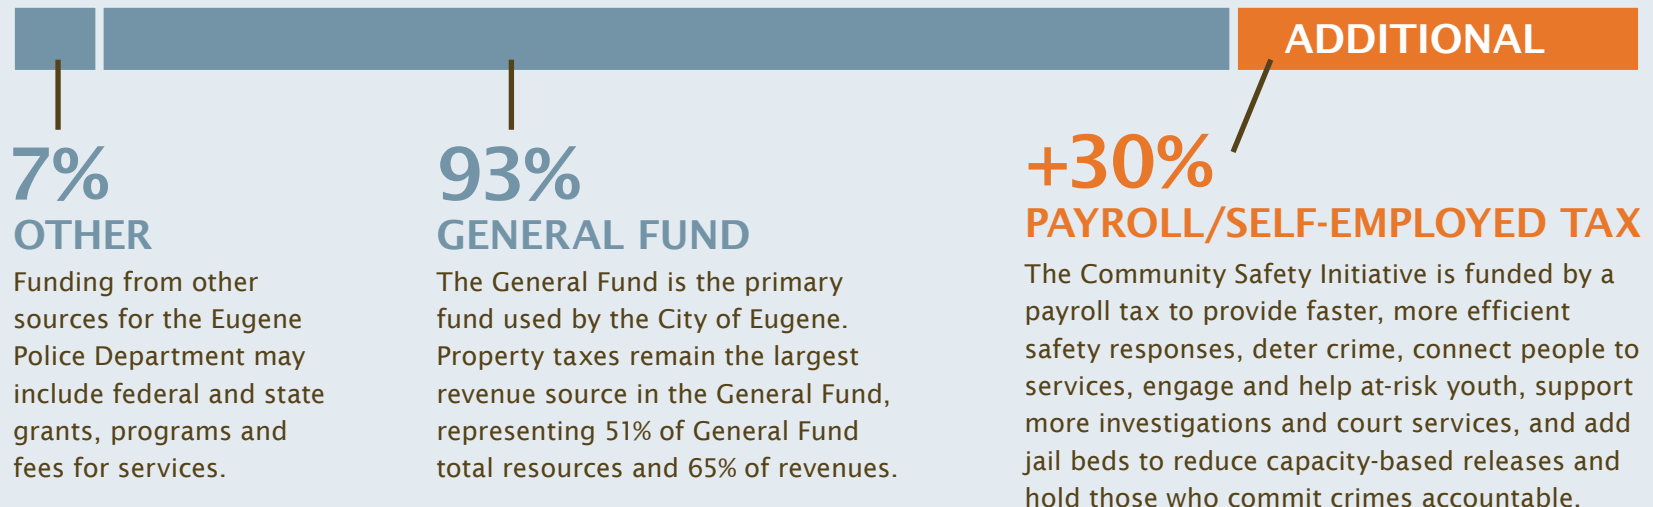 ADDITIONAL
7%
OTHER
Funding from other
sources for the Eugene
Police Department may
include federal and state
grants, programs and
fees for services.
93%
GENERAL FUND
The General Fund is the primary
fund used by the City of Eugene.
Property taxes remain the largest
revenue source in the General Fund,
representing 51% of General Fund
total resources and 65% of revenues.
+30%
PAYROLL/SELF-EMPLOYED TAX
The Community Safety Initiative is funded by a
payroll tax to provide faster, more efficient
safety responses, deter crime, connect people to
services, engage and help at-risk youth, support
more investigations and court services, and add
jail beds to reduce capacity-based releases and
hold those who commit crimes accountable.